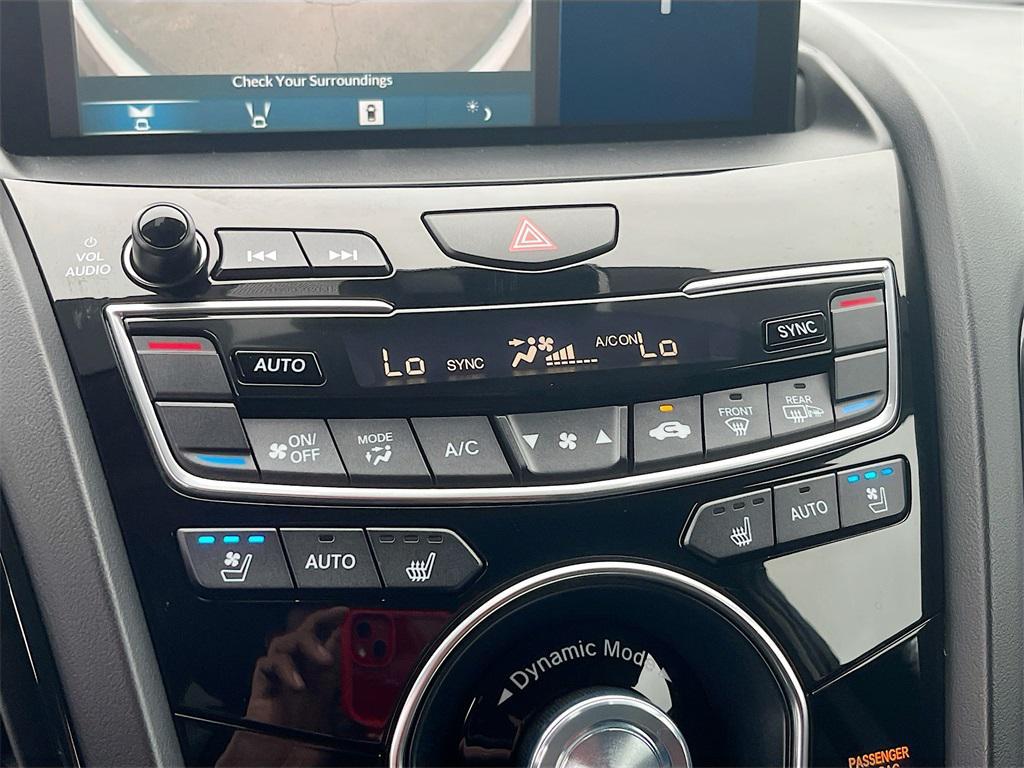 Check Your Surroundings
VOL
AUDIO
AUTO
Lo SYNC A/C ON Lo
SYNC
ON/
OFF
MODE
A/C
FRONT
REAR
AUTO
AUTO
Dynamic Mode
PASSENGER